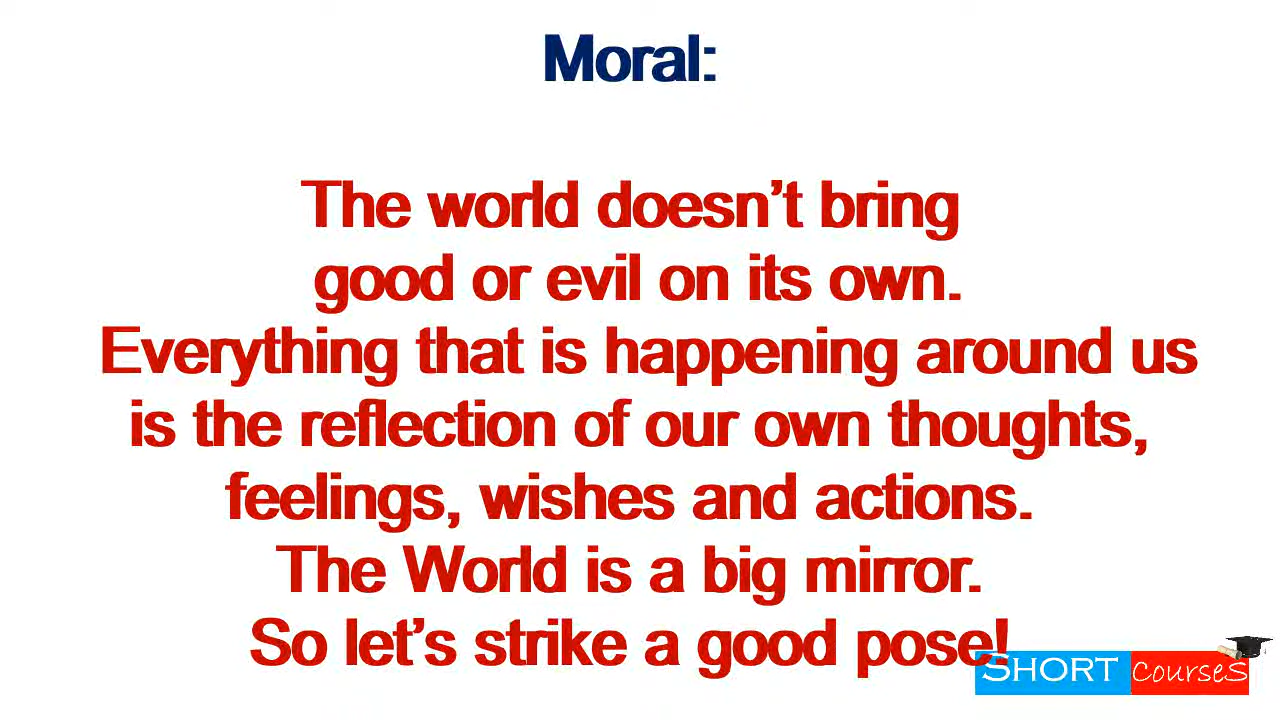 Moral:
The world doesn’t bring
good or evil on its own.
Everything that is happening around us
is the reflection of our own thoughts,
feelings, wishes and actions.
The World is a big mirror.
So let’s strike a good pose!
SHORT CourseS